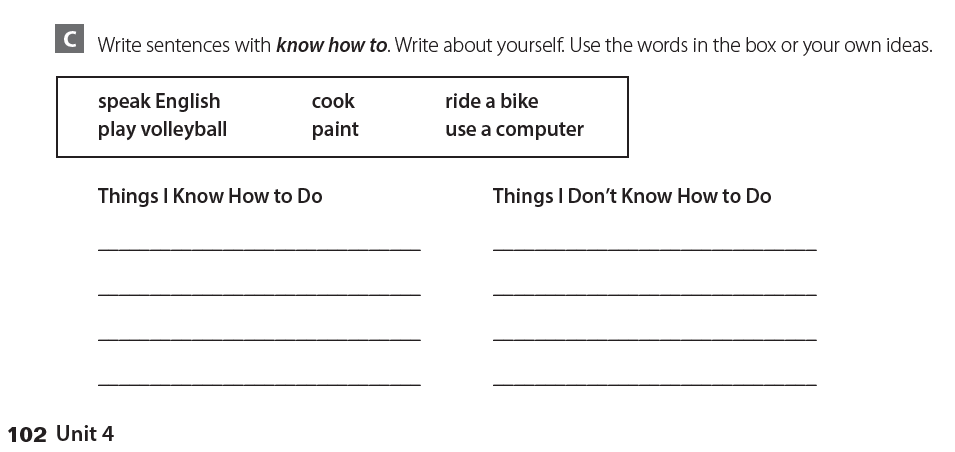 C Write sentences with know how to. Write about yourself. Use the words in the box or your own ideas.
speak English cook ride a bike
play volleyball paint use a computer
Things I Know How to Do Things I Don’t Know How to Do
102 Unit 4